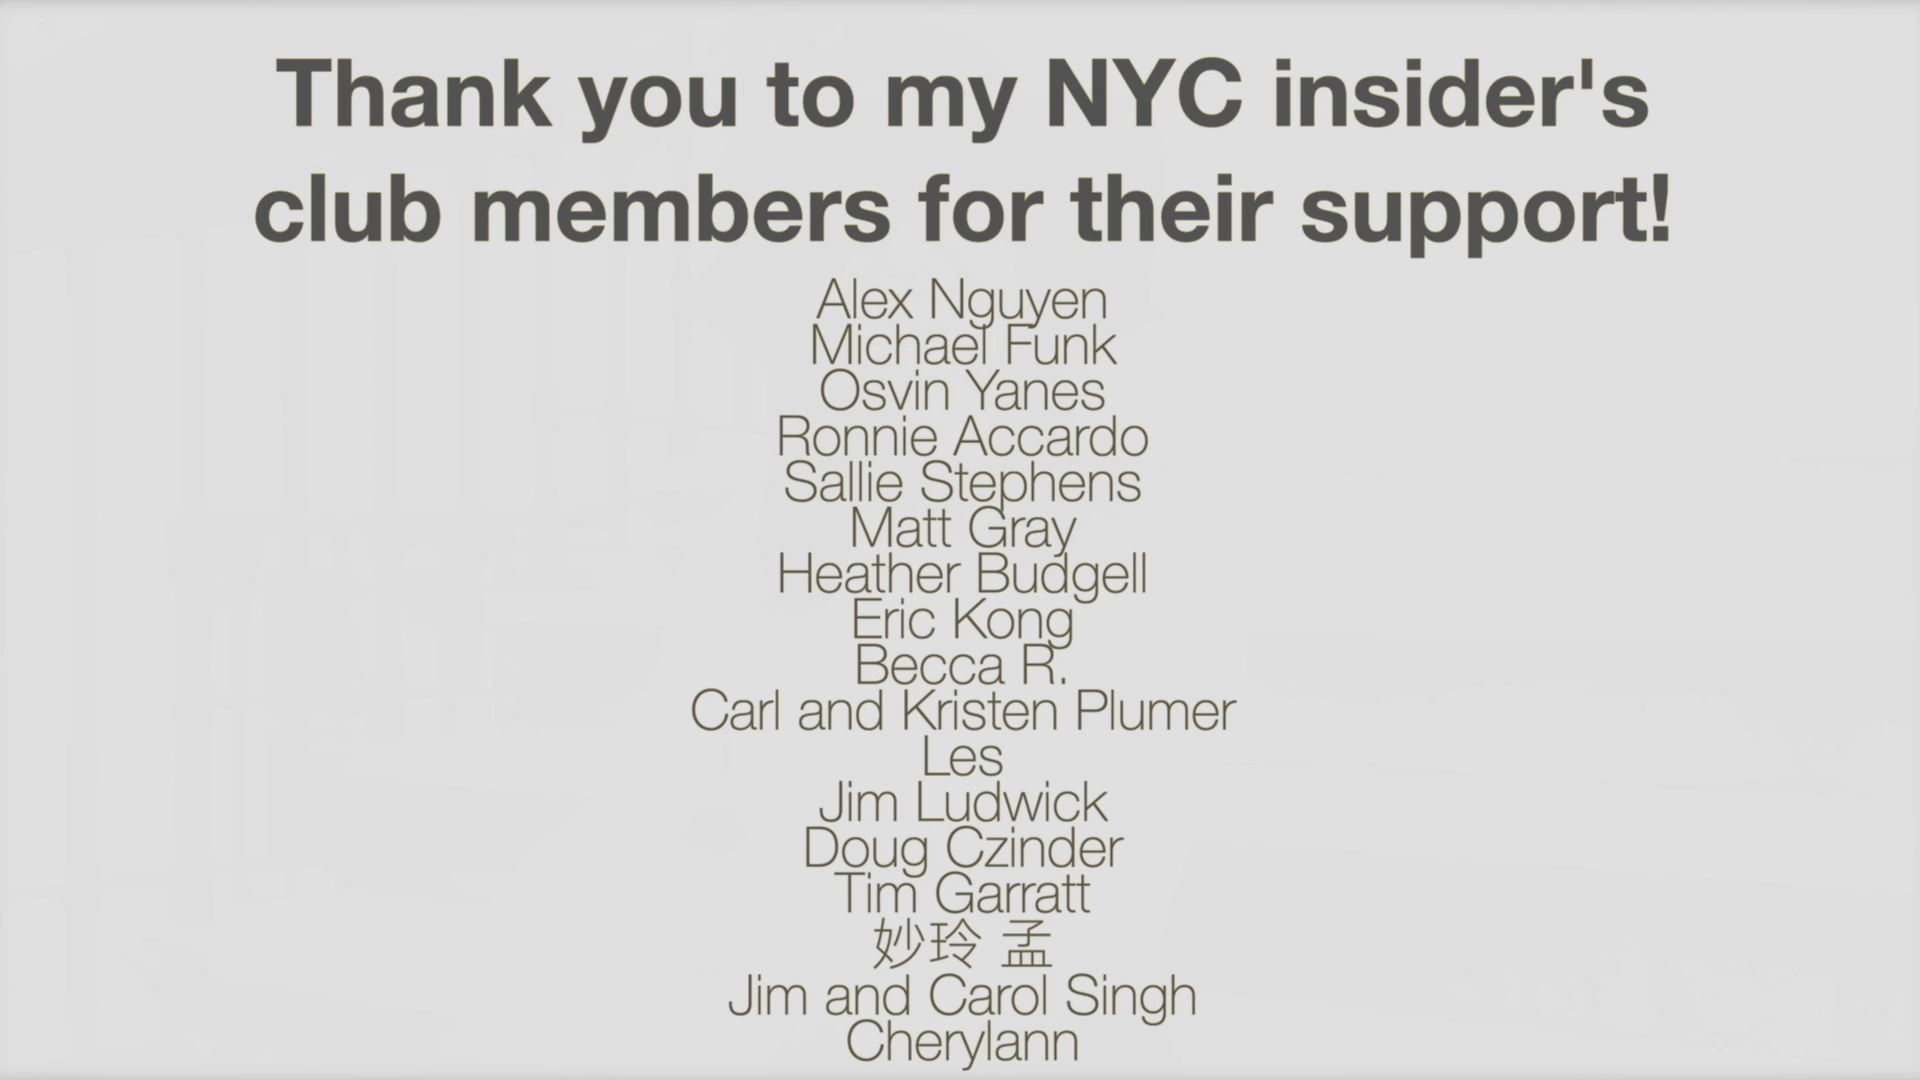 Thank you to my NYC insider's
club members for their support!
Alex Nguyen
Michael Funk
Osvin Yanes
Ronnie Accardo
Sallie Stephens
Matt Gray
Heather Budgell
Eric Kong
Becca R.
Carl and Kristen Plumer
Les
Jim Ludwick
Doug Czinder
Tim Garratt
妙玲 孟
Jim and Carol Singh
Cherylann